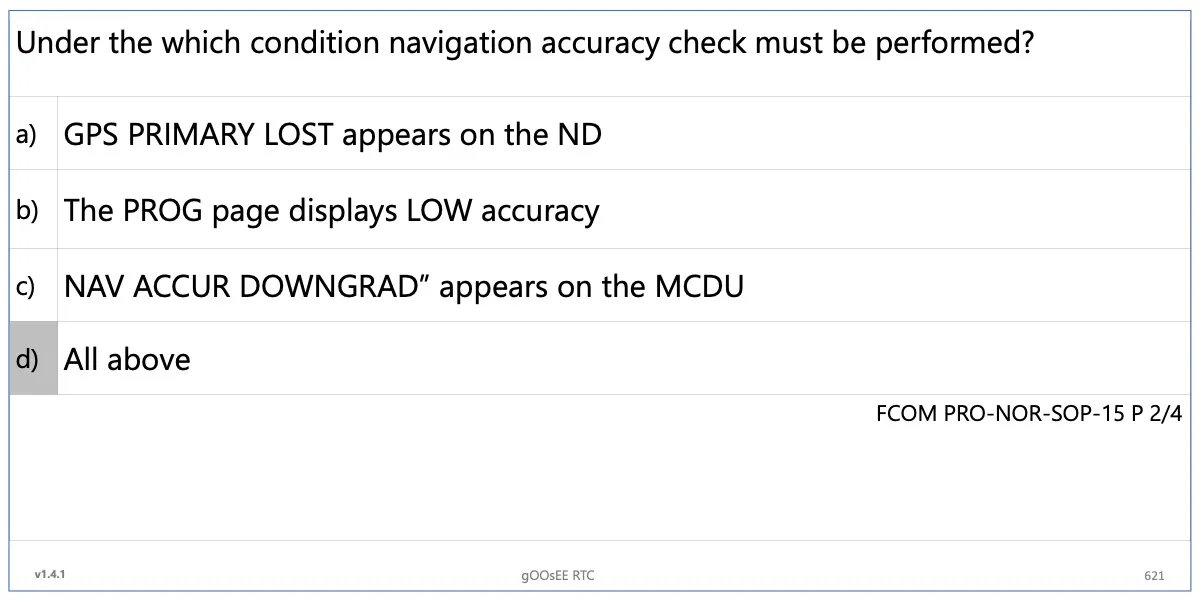 Under the which condition navigation accuracy check must be performed?
a) GPS PRIMARY LOST appears on the ND
b) The PROG page displays LOW accuracy
c) NAV ACCUR DOWNGRAD” appears on the MCDU
d) All above
FCOM PRO-NOR-SOP-15 P 2/4
v1.4.1 gOOsEE RTC 621